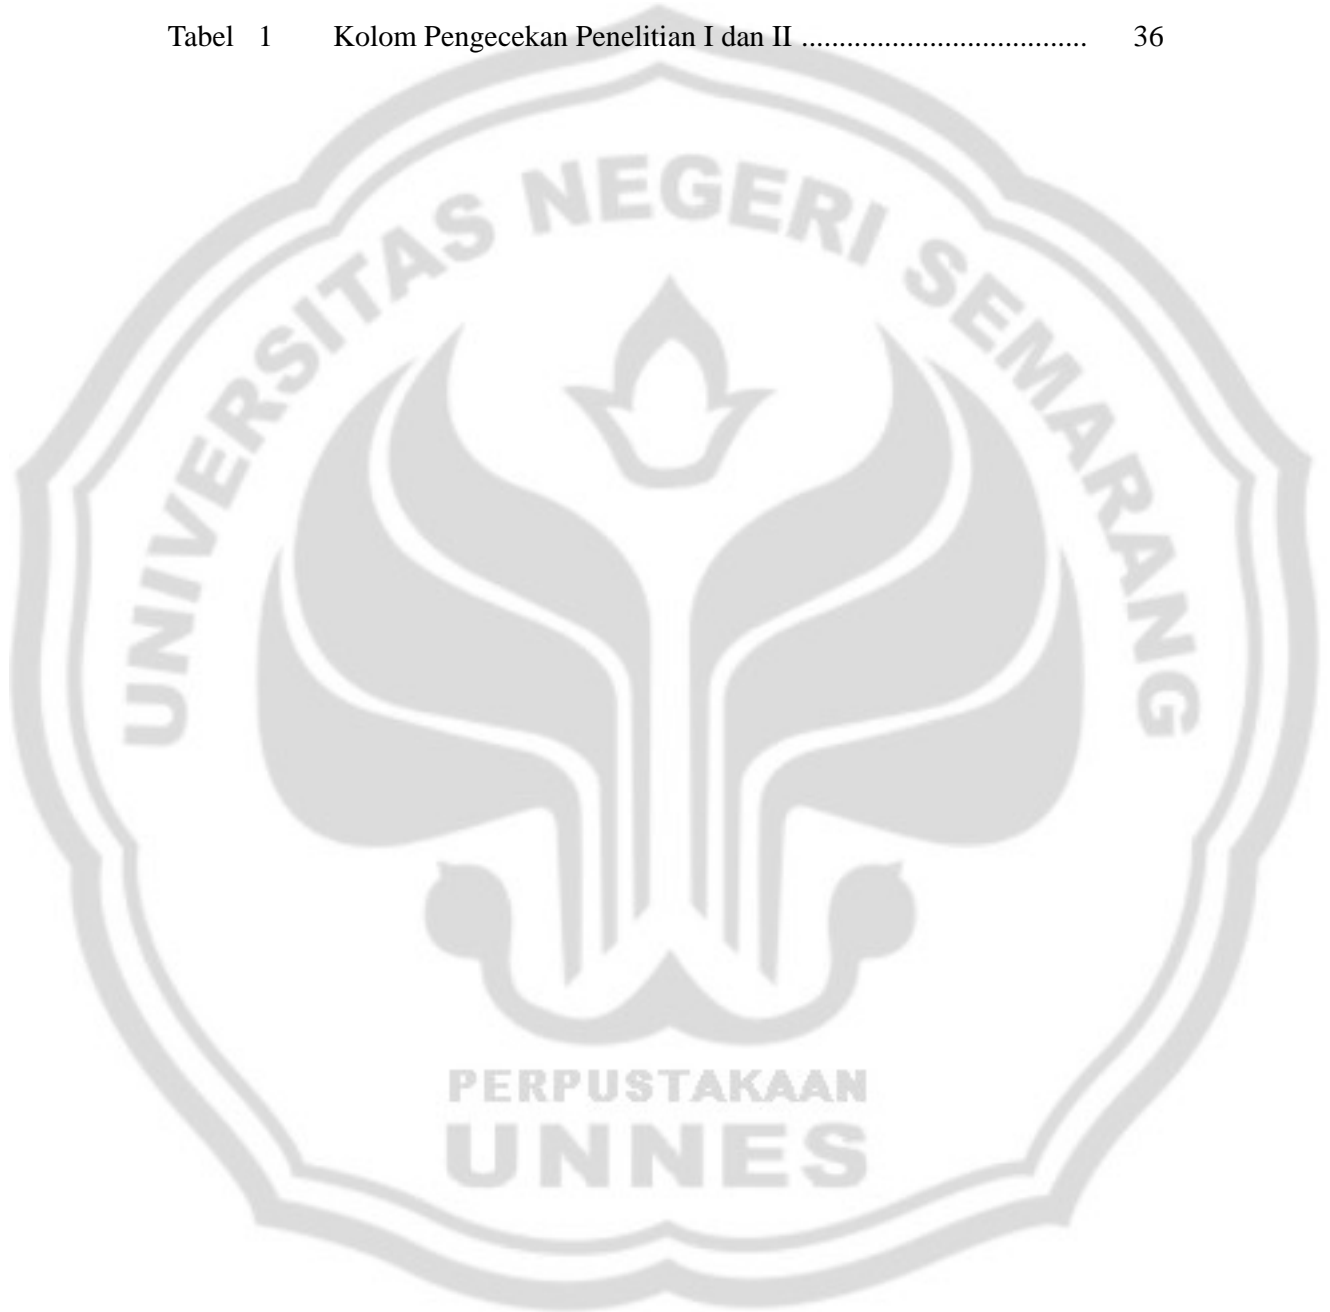 Tabel 1 Kolom Pengecekan Penelitian I dan II ...................................... 36
UNIVERSITAS NEGERI SEMARANG
PERPUSTAKAAN
UNNES